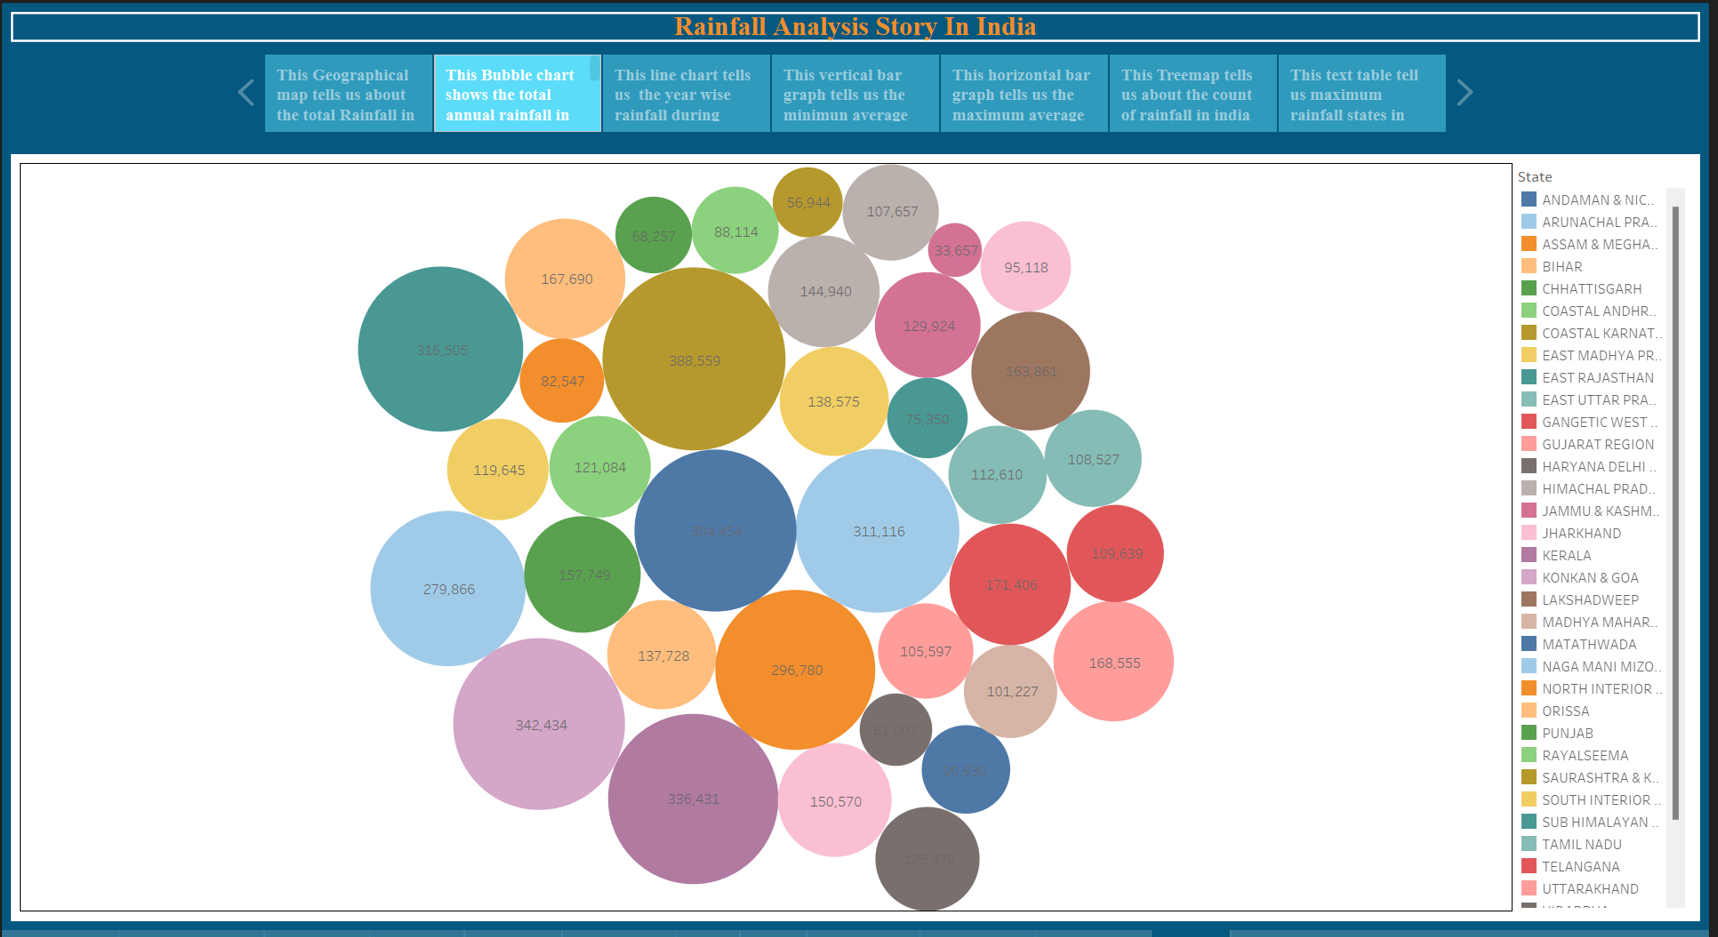 Rainfall Analysis Story In India
This Geographical
map tells us about
the total Rainfall in
This Bubble chart
shows the total
annual rainfall in
This line chart tells
us the year wise
rainfall during
This vertical bar
graph tells us the
minimun average
This horizontal bar
graph tells us the
maximum average
This Treemap tells
us about the count
of rainfall in india
This text table tell
us maximum
rainfall states in
56,944
107,657
88,114
68,257
33,657
95,118
167,690
144,940
129,924
316,505
388,559
163,861
82,547
138,575
75,350
119,645
121,084
112,610
108,527
304,454
311,116
109,639
279,866
157,749
171,406
137,728
296,780
105,597
168,555
101,227
342,434
90,930
336,431
150,570
125,978
State
ANDAMAN & NIC..
ARUNACHAL PRA..
ASSAM & MEGHA..
BIHAR
CHHATTISGARH
COASTAL ANDHR..
COASTAL KARNAT..
EAST MADHYA PR..
EAST RAJASTHAN
EAST UTTAR PRA..
GANGETIC WEST ..
GUJARAT REGION
HARYANA DELHI ..
HIMACHAL PRAD..
JAMMU & KASHM..
JHARKHAND
KERALA
KONKAN & GOA
LAKSHADWEEP
MADHYA MAHAR..
MATATHWADA
NAGA MANI MIZO..
NORTH INTERIOR ..
ORISSA
PUNJAB
RAYALSEEMA
SAURASHTRA & K..
SOUTH INTERIOR ..
SUB HIMALAYAN ..
TAMIL NADU
TELANGANA
UTTARAKHAND